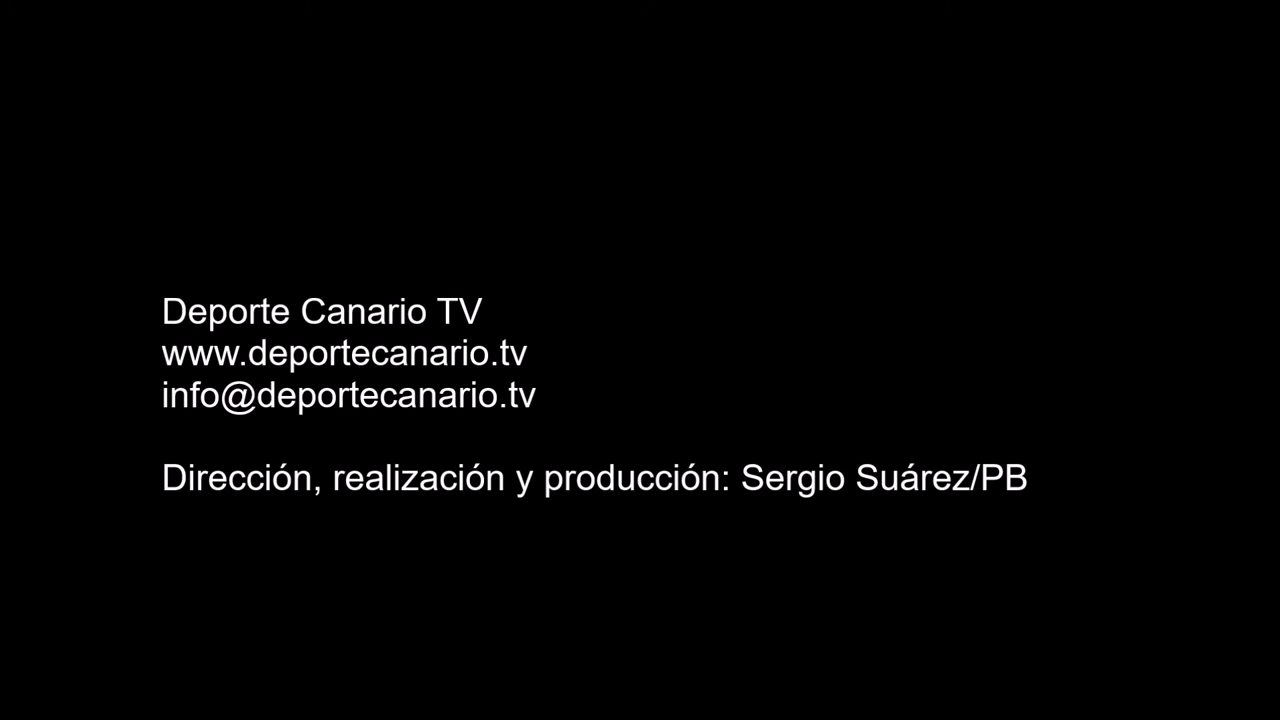 Deporte Canario TV
www.deportecanario.tv
info@deportecanario.tv
Dirección, realización y producción: Sergio Suárez/PB